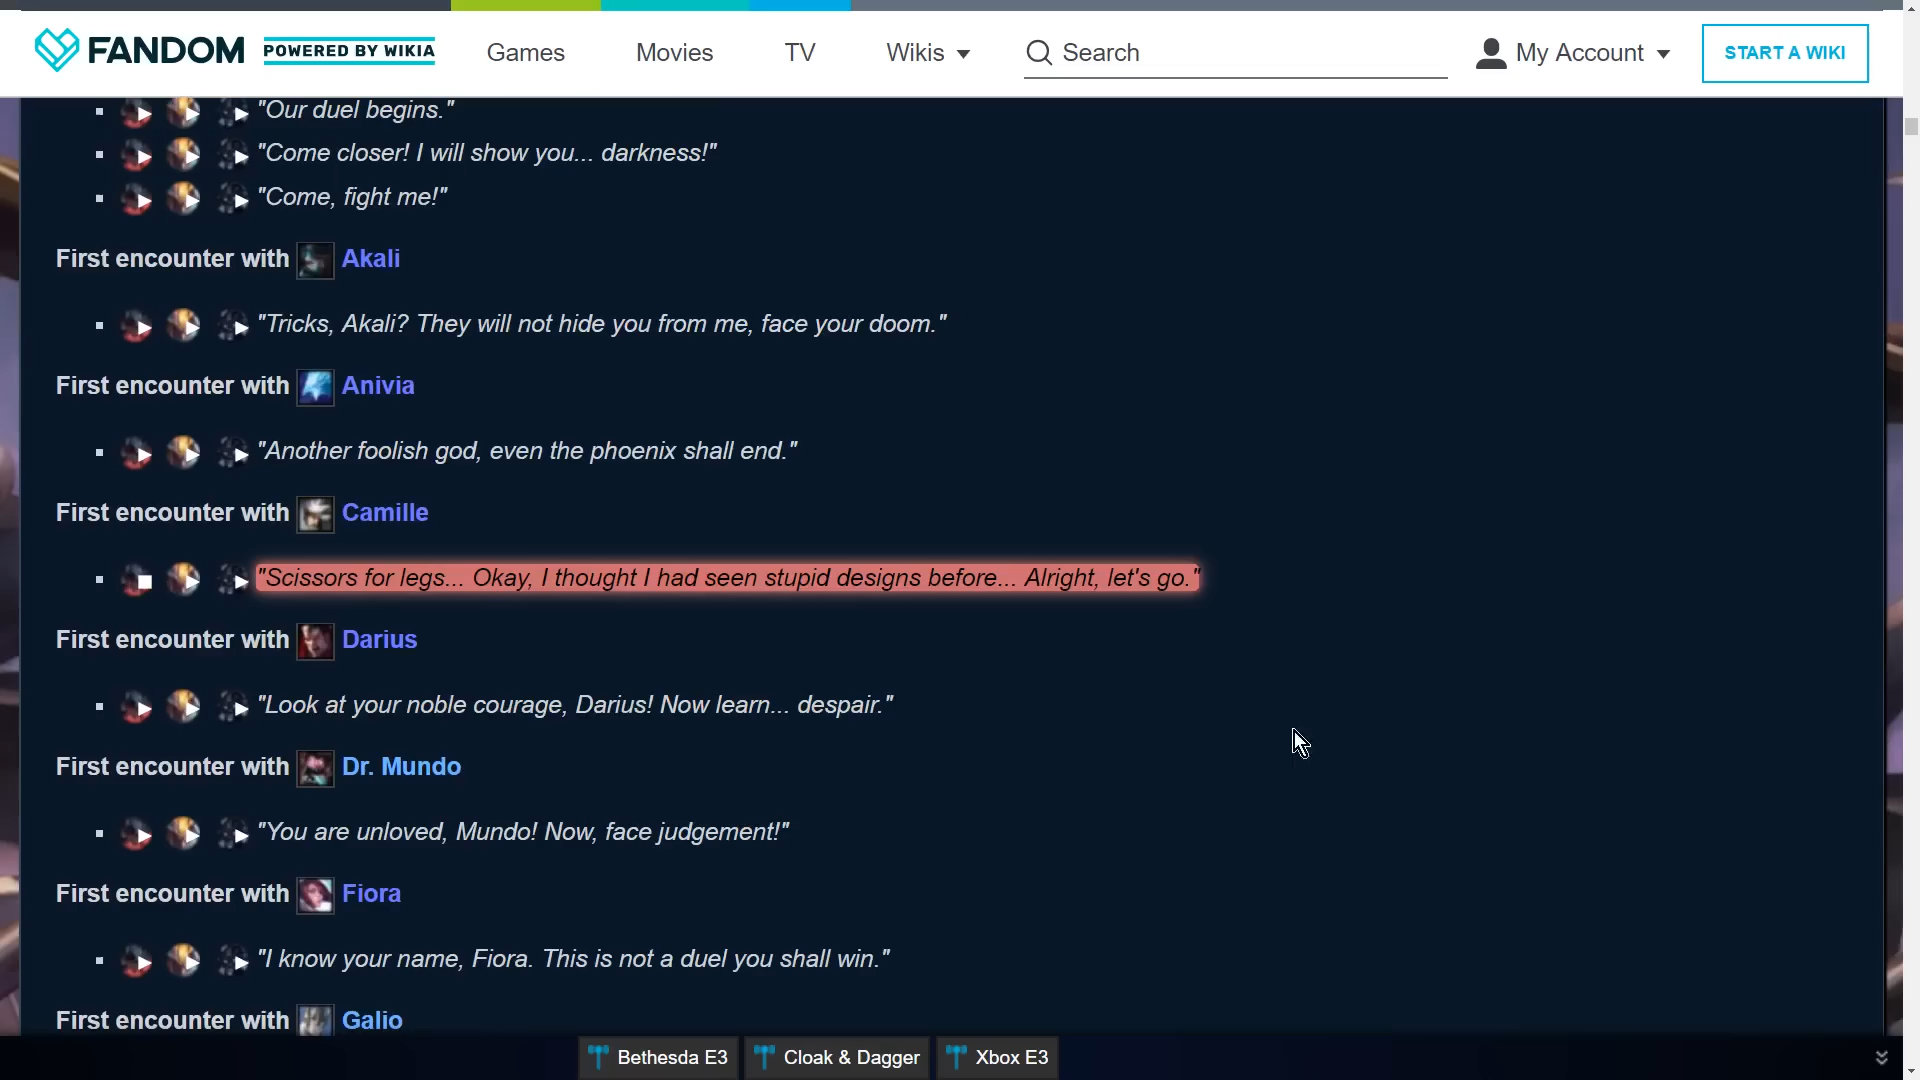 FANDOM POWERED BY WIKIA Games Movies TV Wikis Search My Account START A WIKI
"Our duel begins."
"Come closer! I will show you... darkness!"
"Come, fight me!"
First encounter with Akali
"Tricks, Akali? They will not hide you from me, face your doom."
First encounter with Anivia
"Another foolish god, even the phoenix shall end."
First encounter with Camille
"Scissors for legs... Okay, I thought I had seen stupid designs before... Alright, let's go."
First encounter with Darius
"Look at your noble courage, Darius! Now learn... despair."
First encounter with Dr. Mundo
"You are unloved, Mundo! Now, face judgement!"
First encounter with Fiora
"I know your name, Fiora. This is not a duel you shall win."
First encounter with Galio
Bethesda E3 Cloak & Dagger Xbox E3